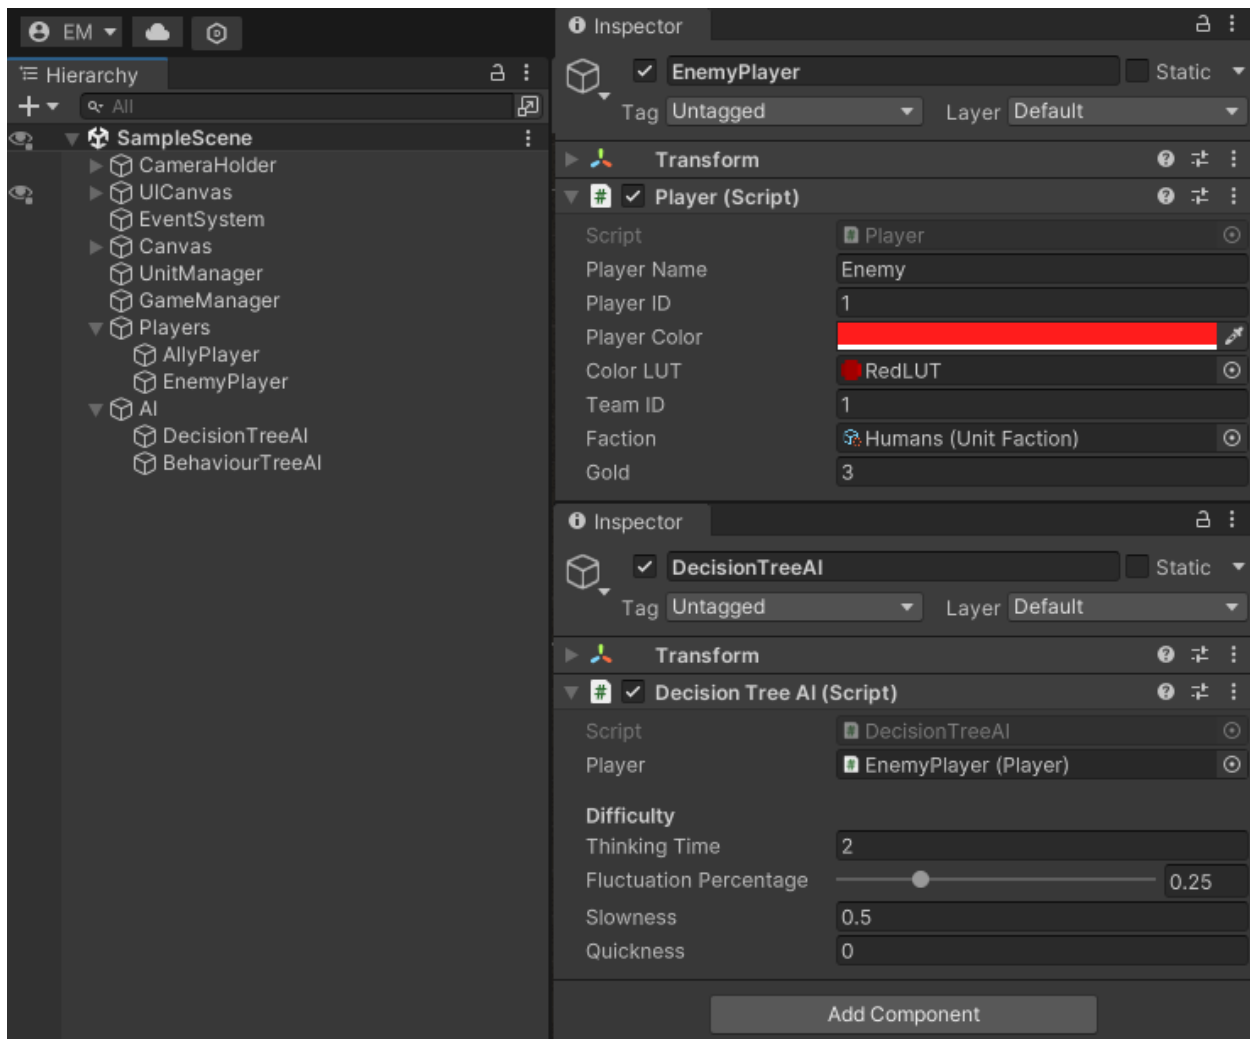 EM
Hierarchy
All
SampleScene
CameraHolder
UICanvas
EventSystem
Canvas
UnitManager
GameManager
Players
AllyPlayer
EnemyPlayer
AI
DecisionTreeAI
BehaviourTreeAI
Inspector
EnemyPlayer Static
Tag Untagged Layer Default
Transform
# Player (Script)
Script # Player
Player Name Enemy
Player ID 1
Player Color
Color LUT RedLUT
Team ID 1
Faction Humans (Unit Faction)
Gold 3
Inspector
DecisionTreeAI Static
Tag Untagged Layer Default
Transform
# Decision Tree AI (Script)
Script # DecisionTreeAI
Player # EnemyPlayer (Player)
Difficulty
Thinking Time 2
Fluctuation Percentage 0.25
Slowness 0.5
Quickness 0
Add Component